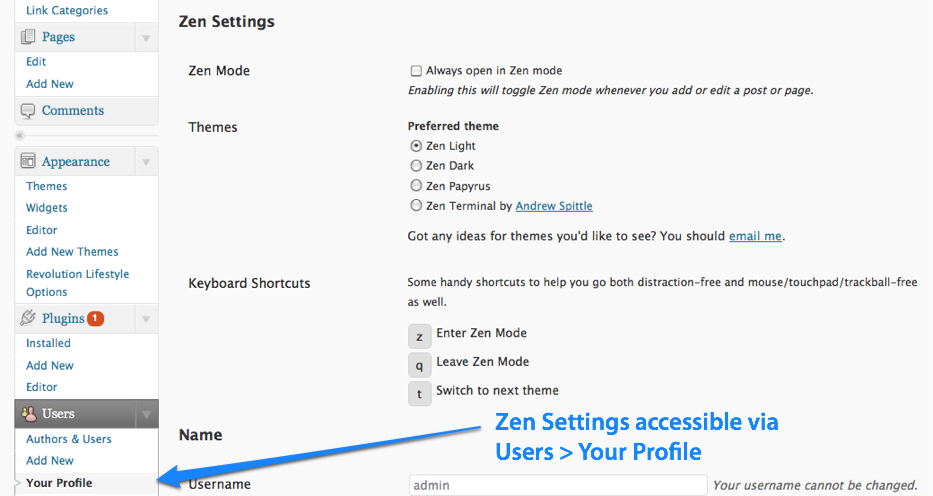 Link Categories
Pages
Edit
Add New
Comments
Appearance
Themes
Widgets
Editor
Add New Themes
Revolution Lifestyle
Options
Plugins 1
Installed
Add New
Editor
Users
Authors & Users
Add New
Your Profile
Zen Settings
Zen Mode
Always open in Zen mode
Enabling this will toggle Zen mode whenever you add or edit a post or page.
Themes
Preferred theme
Zen Light
Zen Dark
Zen Papyrus
Zen Terminal by Andrew Spittle
Got any ideas for themes you'd like to see? You should email me.
Keyboard Shortcuts
Some handy shortcuts to help you go both distraction-free and mouse/touchpad/trackball-free
as well.
z Enter Zen Mode
q Leave Zen Mode
t Switch to next theme
Zen Settings accessible via
Users > Your Profile
Name
Username
admin
Your username cannot be changed.